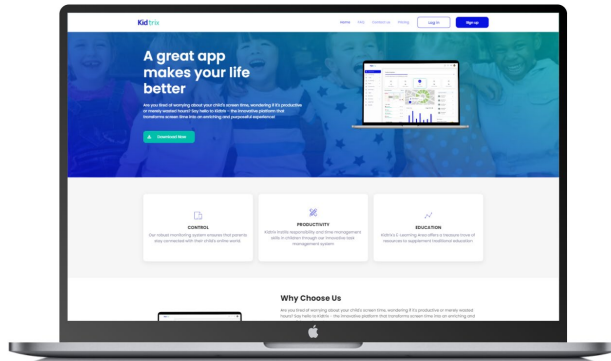 Kidtrix
Home FAQ Contact us Pricing Log in Sign up
A great app
makes your life
better
Are you tired of worrying about your child's screen time, wondering if it's productive
or merely wasted hours? Say hello to Kidtrix - the innovative platform that
transforms screen time into an enriching and purposeful experience!
Download Now
CONTROL
Our robust monitoring system ensures that parents
stay connected with their child's online world.
PRODUCTIVITY
Kidtrix instills responsibility and time management
skills in children through our innovative task
management system
EDUCATION
Kidtrix's E-Learning Area offers a treasure trove of
resources to supplement traditional education
Why Choose Us
Are you tired of worrying about your child's screen time, wondering if it's productive or merely wasted
hours? Say hello to Kidtrix - the innovative platform that transforms screen time into an enriching and